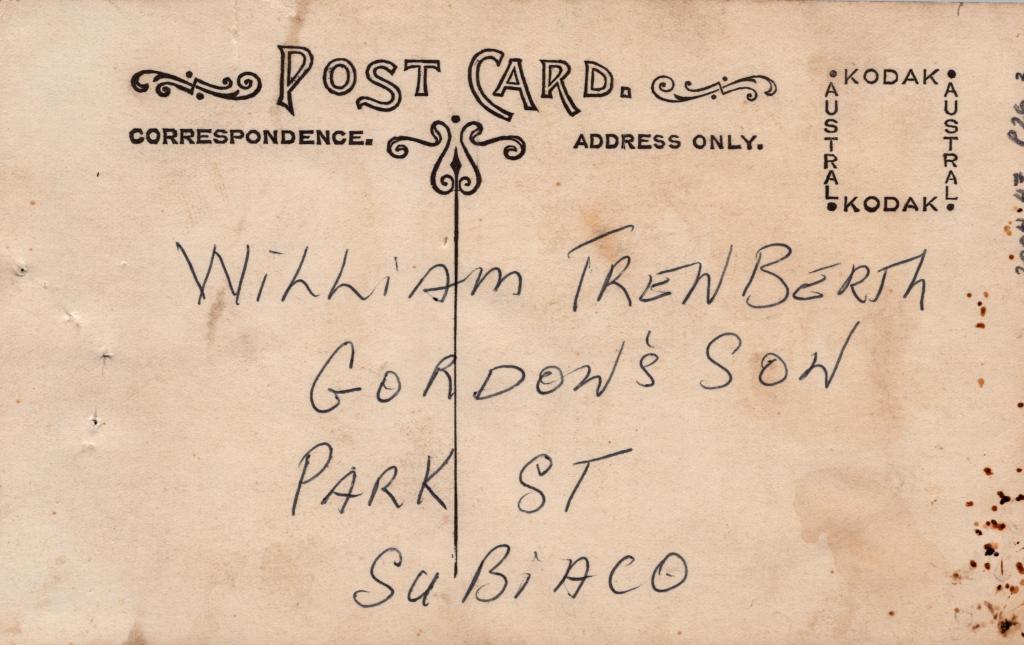 POST CARD.
CORRESPONDENCE.
ADDRESS ONLY.
KODAK
AUSTRAL
AUSTRAL
KODAK
WilliAM TRENBERTh
GORDON'S SON
PARK ST
SuBiACO